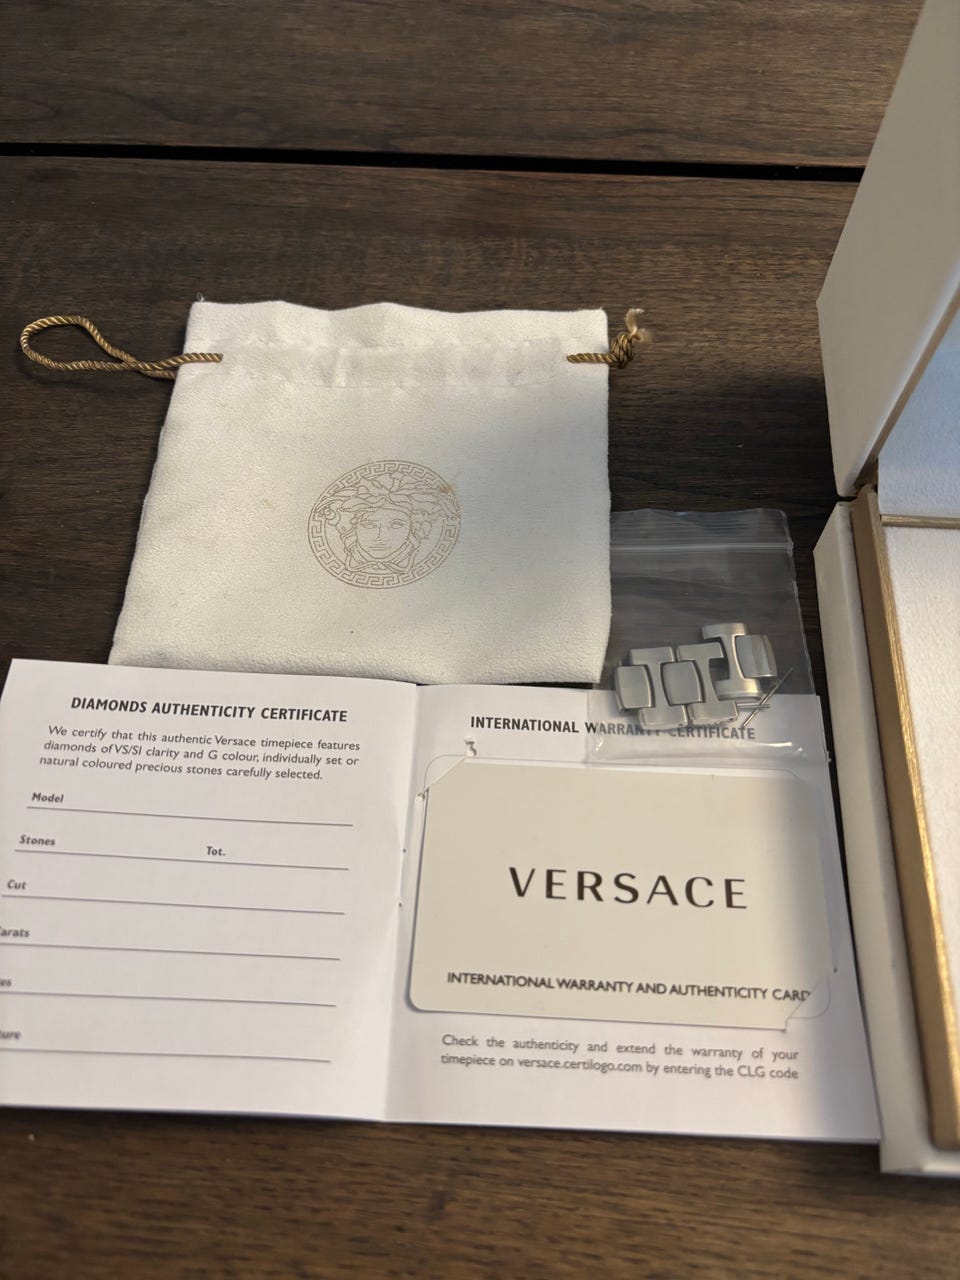 DIAMONDS AUTHENTICITY CERTIFICATE
We certify that this authentic Versace timepiece features
diamonds of VS/SI clarity and G colour, individually set or
natural coloured precious stones carefully selected.
Model
Stones Tot.
Cut
arats
es
ture
INTERNATIONAL WARRANTY CERTIFICATE
VERSACE
INTERNATIONAL WARRANTY AND AUTHENTICITY CARD
Check the authenticity and extend the warranty of your
timepiece on versace.certilogo.com by entering the CLG code